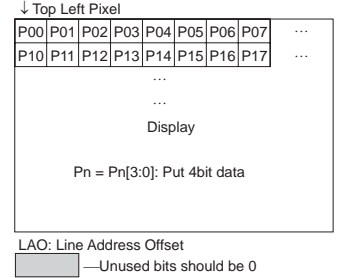 ↓Top Left Pixel
P00 P01 P02 P03 P04 P05 P06 P07 ...
P10 P11 P12 P13 P14 P15 P16 P17 ...
...
...
Display
Pn = Pn[3:0]: Put 4bit data
LAO: Line Address Offset
—Unused bits should be 0